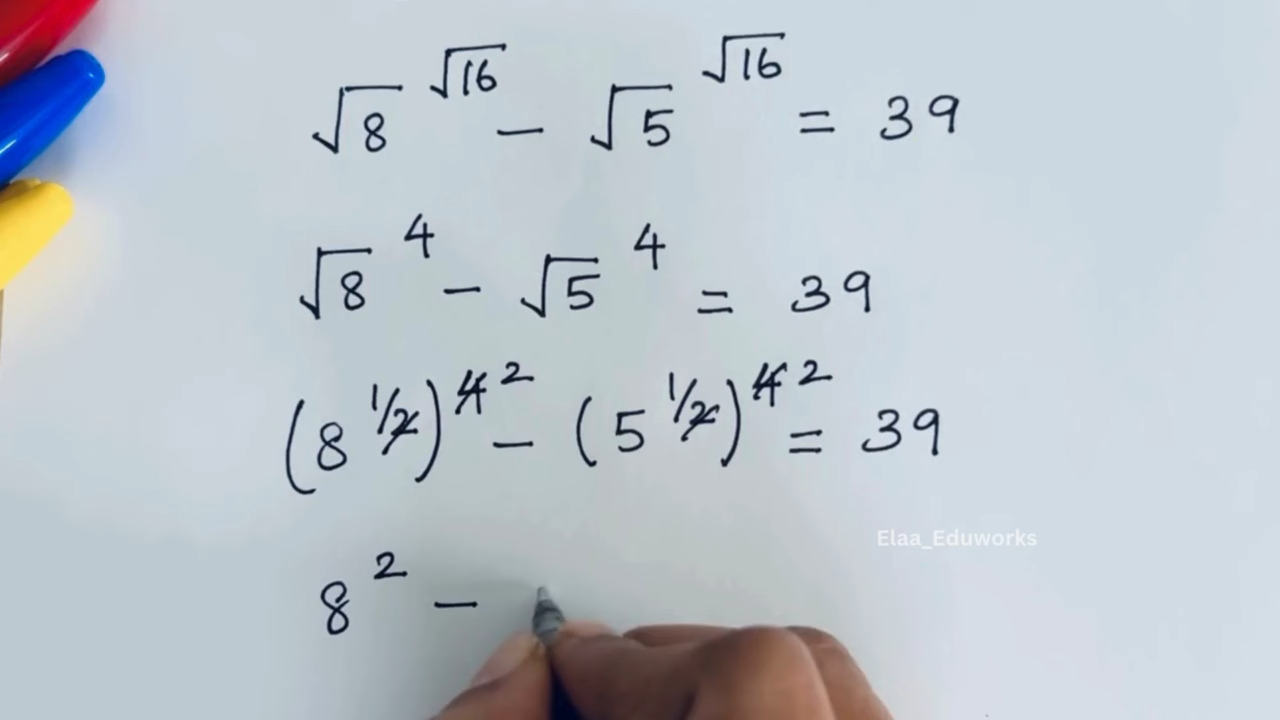 √8^√16 − √5^√16 = 39
√8^4 − √5^4 = 39
(8^1/2)^4 2 − (5^1/2)^4 2 = 39
Elaa_Eduworks
8^2 −